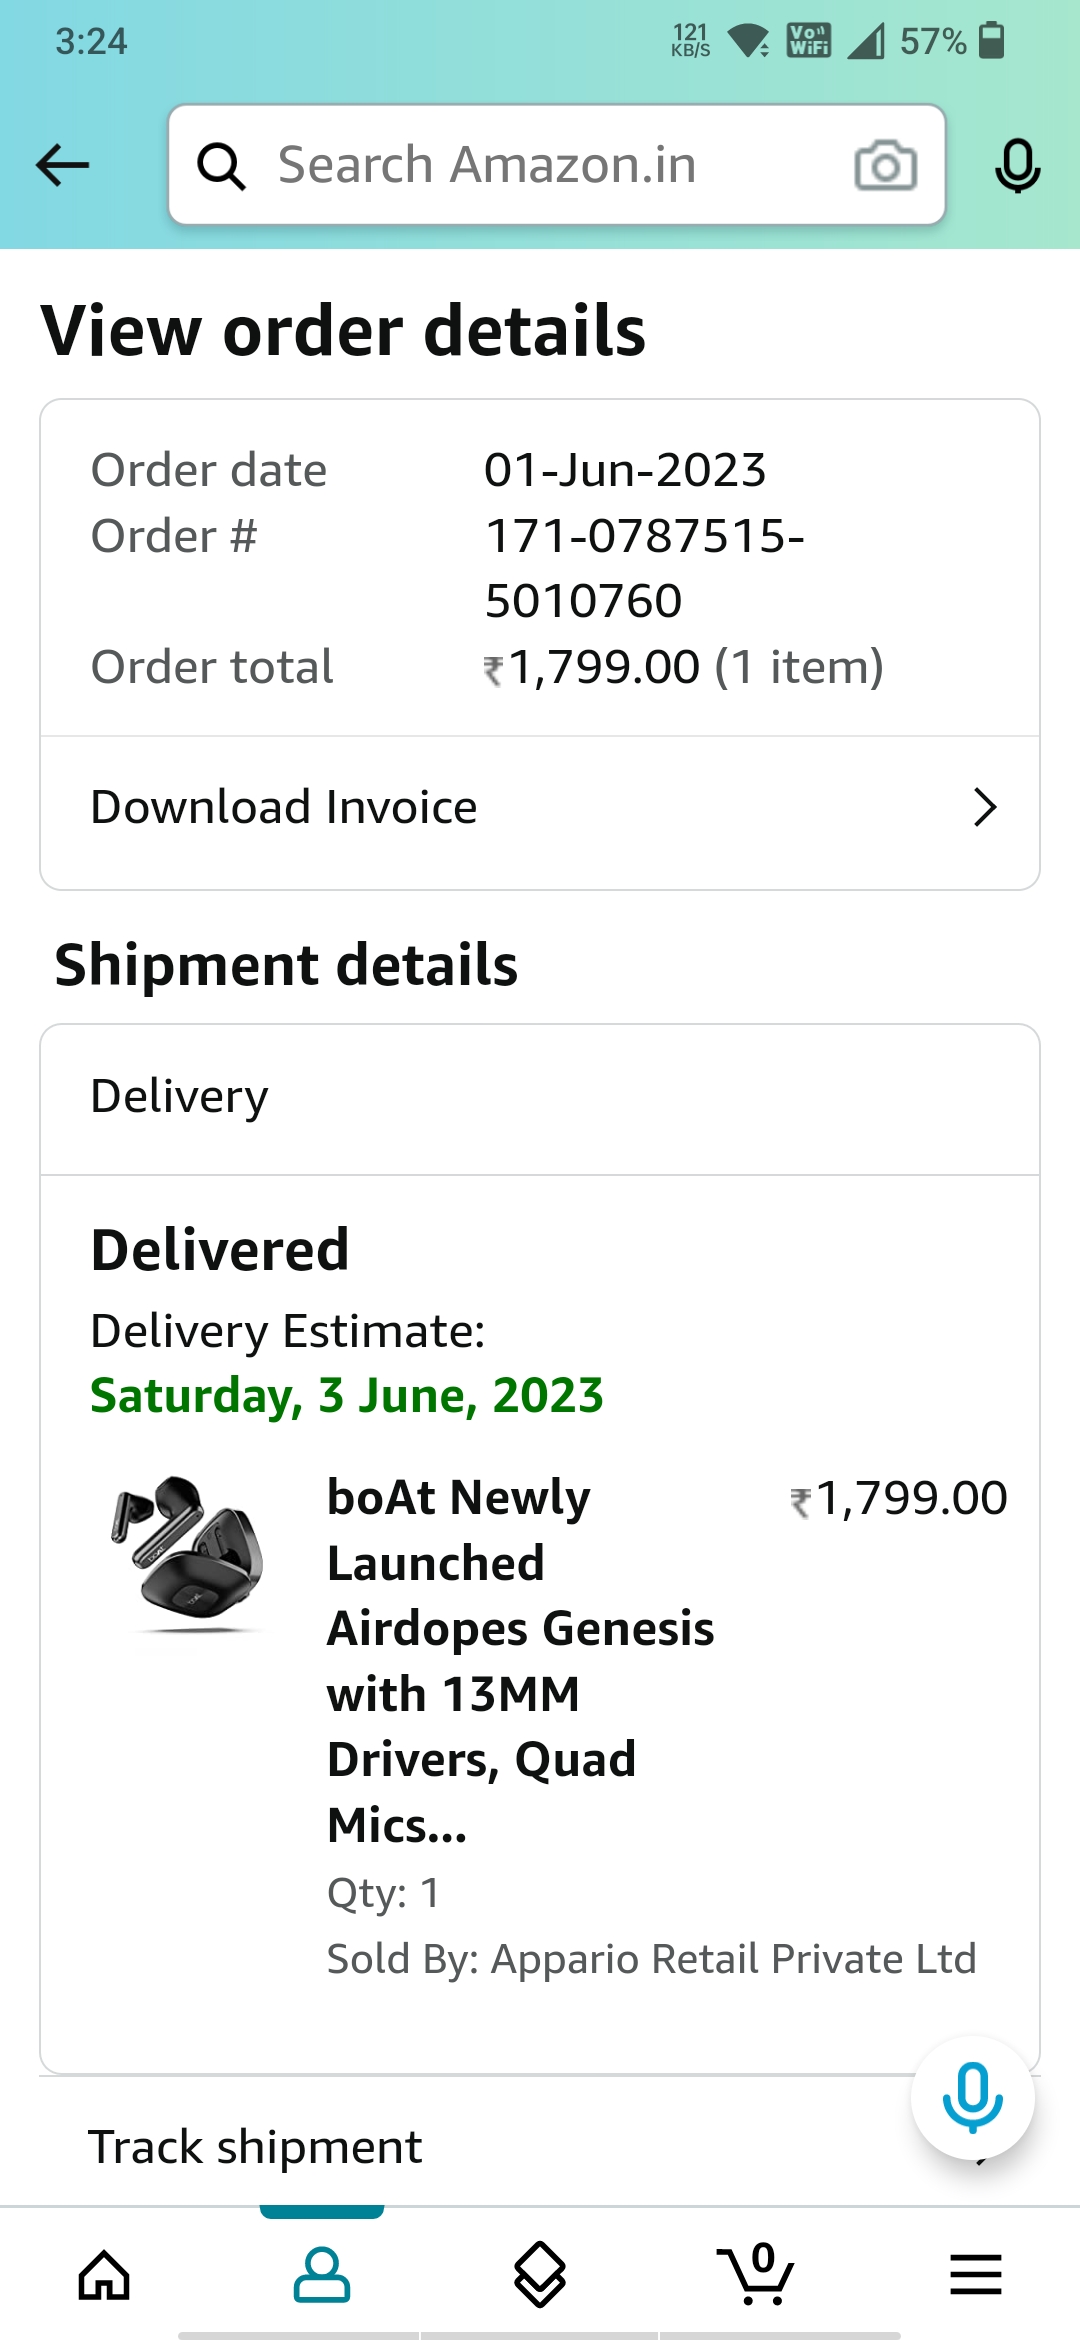 3:24
121 KB/S
Vo WiFi
57%
Search Amazon.in
View order details
Order date 01-Jun-2023
Order # 171-0787515-
5010760
Order total ₹1,799.00 (1 item)
Download Invoice
Shipment details
Delivery
Delivered
Delivery Estimate:
Saturday, 3 June, 2023
boAt Newly ₹1,799.00
Launched
Airdopes Genesis
with 13MM
Drivers, Quad
Mics...
Qty: 1
Sold By: Appario Retail Private Ltd
Track shipment
0